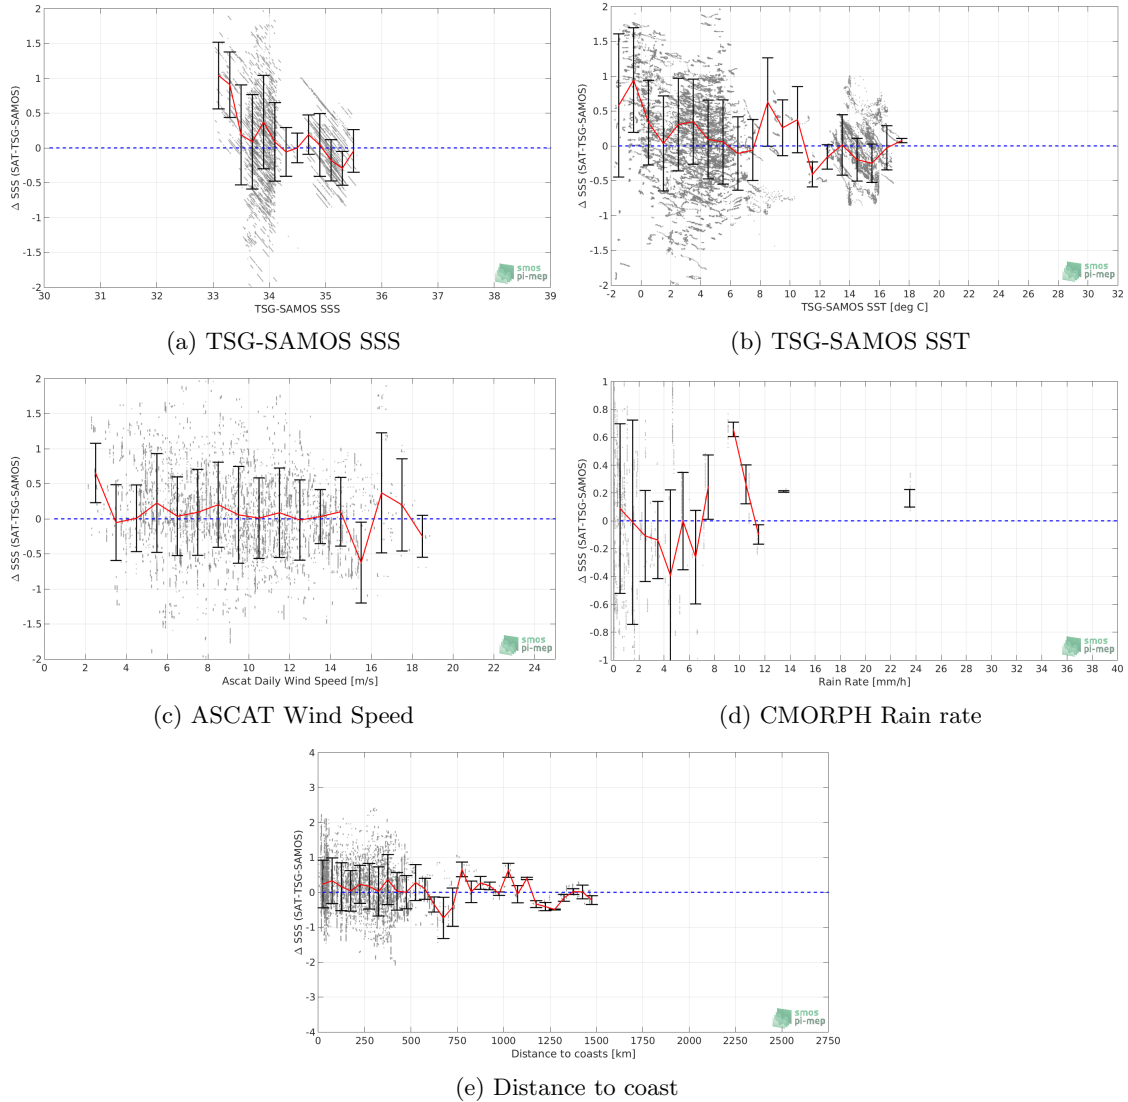 2
1.5
1
0.5
0
-0.5
-1
-1.5
-2
Δ SSS (SAT-TSG-SAMOS)
30 31 32 33 34 35 36 37 38 39
TSG-SAMOS SSS
smos
pi-mep
(a) TSG-SAMOS SSS
2
1.5
1
0.5
0
-0.5
-1
-1.5
-2
Δ SSS (SAT-TSG-SAMOS)
-2 0 2 4 6 8 10 12 14 16 18 20 22 24 26 28 30 32
TSG-SAMOS SST [deg C]
smos
pi-mep
(b) TSG-SAMOS SST
2
1.5
1
0.5
0
-0.5
-1
-1.5
-2
Δ SSS (SAT-TSG-SAMOS)
0 2 4 6 8 10 12 14 16 18 20 22 24
Ascat Daily Wind Speed [m/s]
smos
pi-mep
(c) ASCAT Wind Speed
1
0.8
0.6
0.4
0.2
0
-0.2
-0.4
-0.6
-0.8
-1
Δ SSS (SAT-TSG-SAMOS)
0 2 4 6 8 10 12 14 16 18 20 22 24 26 28 30 32 34 36 38 40
Rain Rate [mm/h]
smos
pi-mep
(d) CMORPH Rain rate
4
3
2
1
0
-1
-2
-3
-4
Δ SSS (SAT-TSG-SAMOS)
0 250 500 750 1000 1250 1500 1750 2000 2250 2500 2750
Distance to coasts [km]
smos
pi-mep
(e) Distance to coast